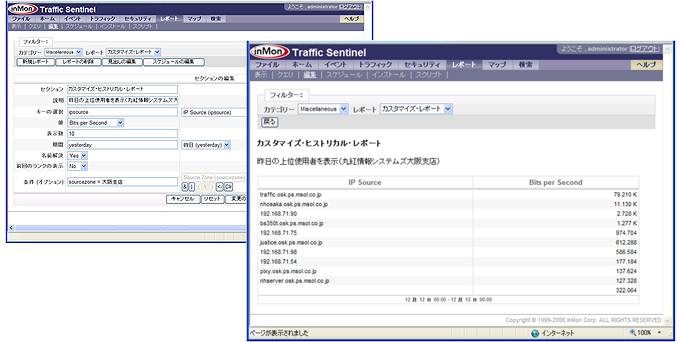 inMon Traffic Sentinel
ようこそ , administrator (ログアウト)
ファイル ホーム イベント トラフィック セキュリティ レポート マップ 検索 ヘルプ
表示 | クエリ | 編集 | スケジュール | インストール | スクリプト |
フィルター :
カテゴリー Miscellaneous レポート カスタマイズ・レポート
新規レポート レポートの削除 見出しの編集 スケジュールの編集
セクションの編集
セクション カスタマイズ・ヒストリカル・レポート
説明 昨日の上位使用者を表示(丸紅情報システムズ大
キーの選択 ipsource IP Source (ipsource)
値 Bits per Second
表示数 10
期間 yesterday 昨日 (yesterday)
名前解決 Yes
前回のランクの表示 No
条件 (オプション) sourcezone = 大阪支店 Source Zone (sourcezone)
& | ( ) <- Clr
キャンセル リセット 変更の
inMon Traffic Sentinel
ようこそ , administrator (ログアウト)
ファイル ホーム イベント トラフィック セキュリティ レポート マップ 検索 ヘルプ
表示 | クエリ | 編集 | スケジュール | インストール | スクリプト |
フィルター :
カテゴリー Miscellaneous レポート カスタマイズ・レポート
戻る
カスタマイズ・ヒストリカル・レポート
昨日の上位使用者を表示(丸紅情報システムズ大阪支店)
IP Source Bits per Second
traffic.osk.ps.msol.co.jp 79.210 K
nhosaka.osk.ps.msol.co.jp 11.130 K
192.168.71.90 2.728 K
bs350t.osk.ps.msol.co.jp 1.277 K
192.168.71.75 974.704
justice.osk.ps.msol.co.jp 612.288
192.168.71.98 586.584
192.168.71.54 177.184
pixy.osk.ps.msol.co.jp 137.624
nhserver.osk.ps.msol.co.jp 127.328
322.064
12 月 12 日 00:00 - 12 月 13 日 00:00
Copyright © 1999-2006 InMon Corp. ALL RIGHTS RESERVED
ページが表示されました インターネット 100%